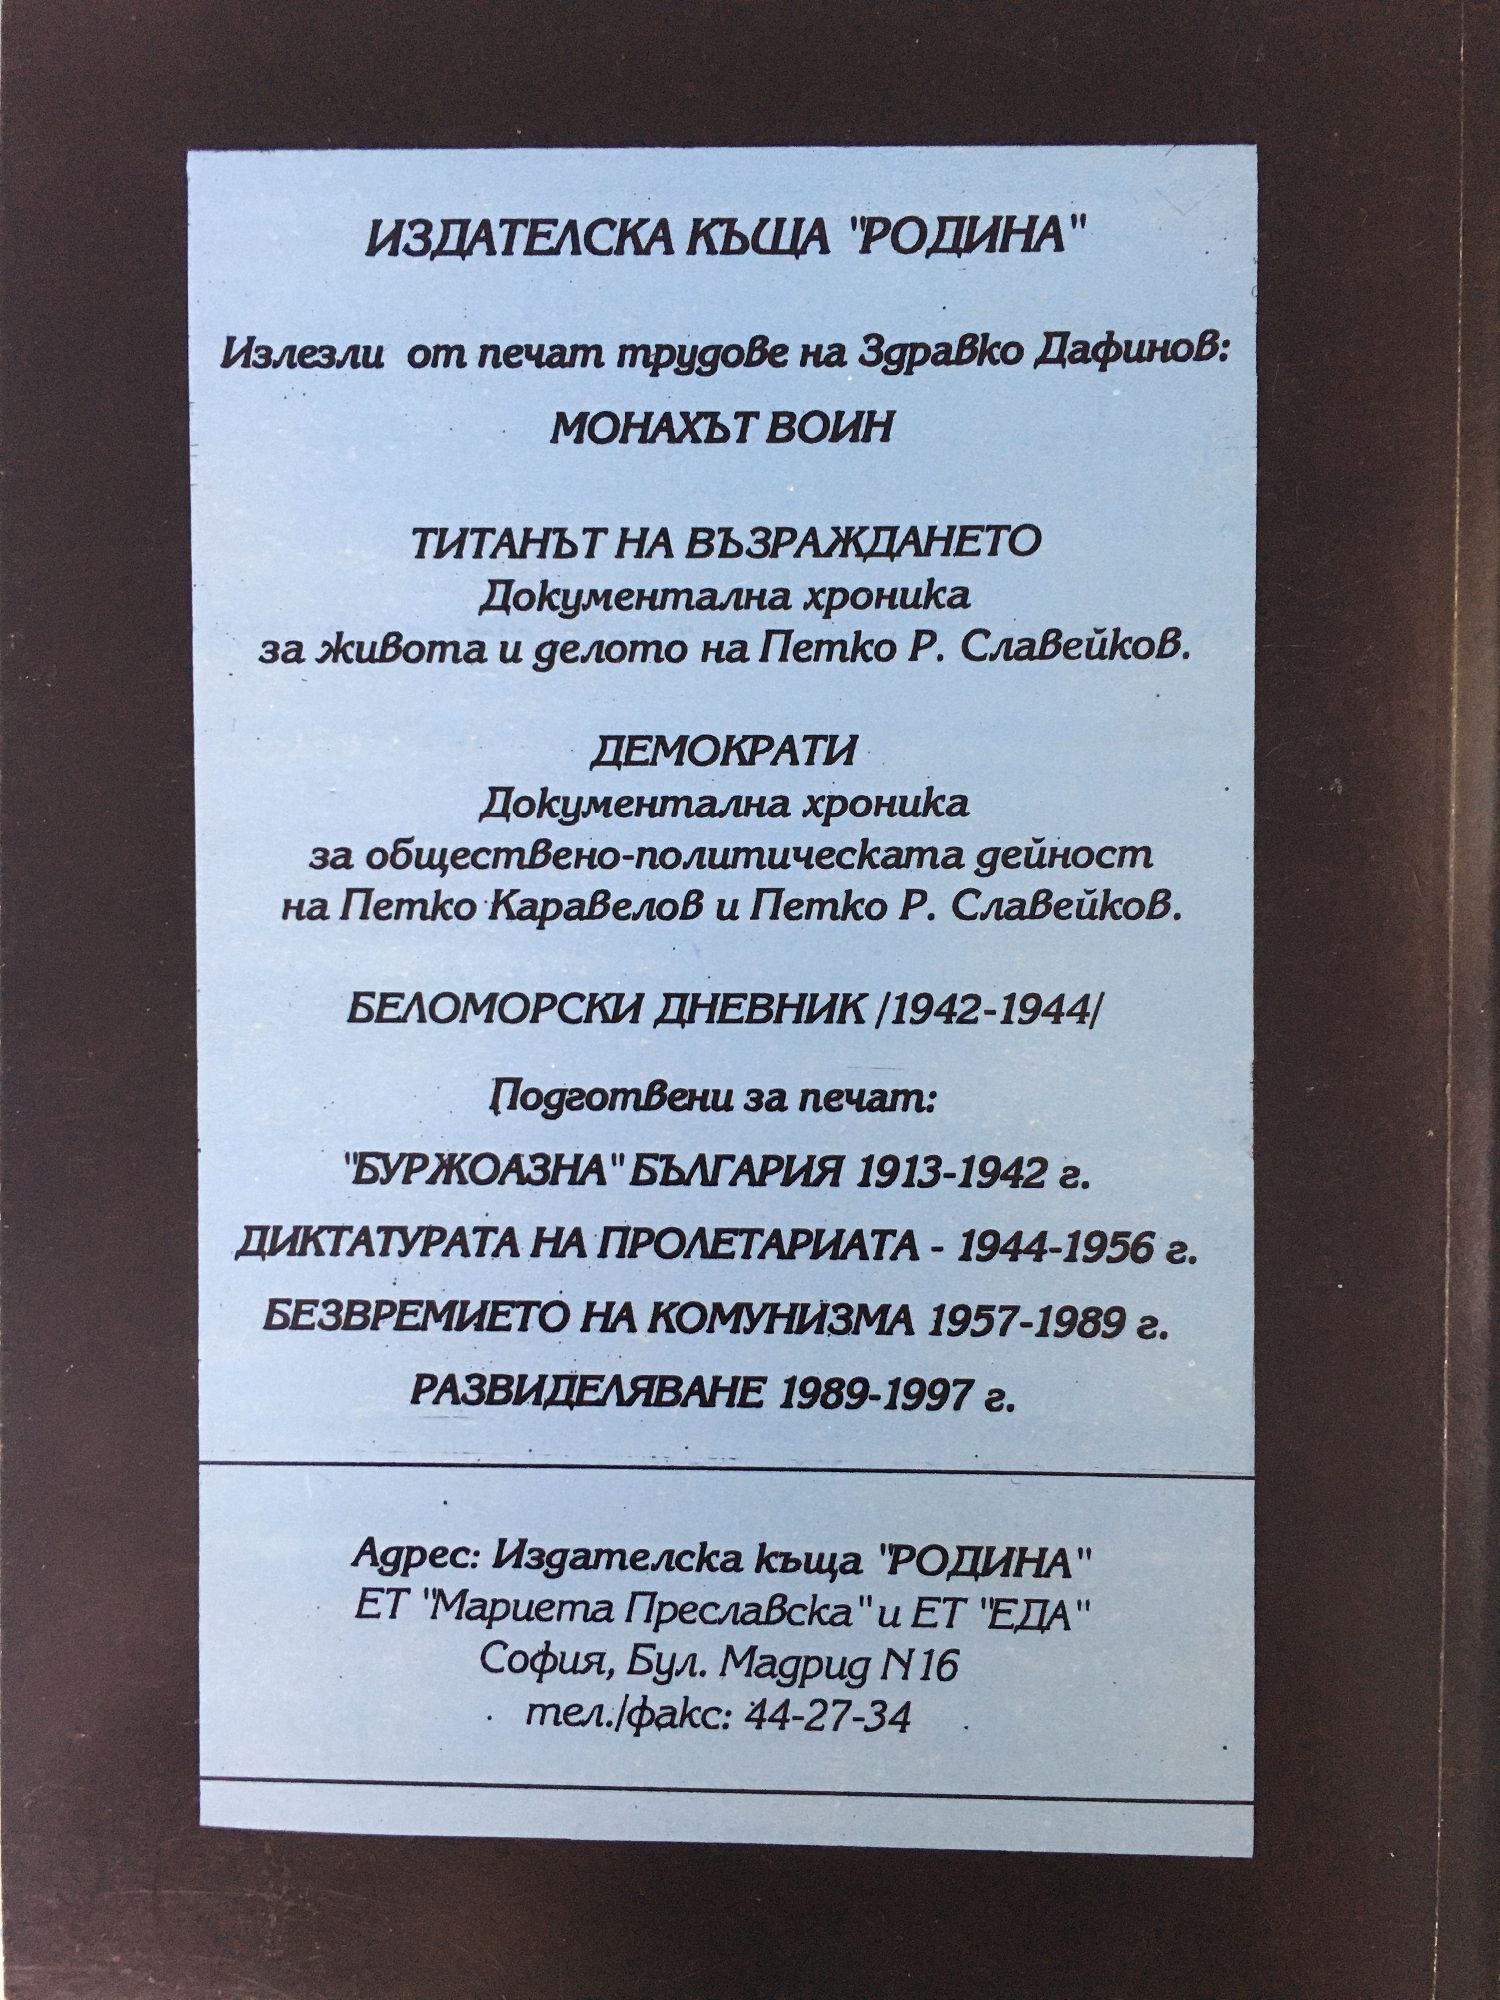 ИЗДАТЕЛСКА КЪЩА "РОДИНА"
Излезли от печат трудове на Здравко Дафинов:
МОНАХЪТ ВОИН
ТИТАНЪТ НА ВЪЗРАЖДАНЕТО
Документална хроника
за живота и делото на Петко Р. Славейков.
ДЕМОКРАТИ
Документална хроника
за обществено-политическата дейност
на Петко Каравелов и Петко Р. Славейков.
БЕЛОМОРСКИ ДНЕВНИК /1942-1944/
Подготвени за печат:
"БУРЖОАЗНА" БЪЛГАРИЯ 1913-1942 г.
ДИКТАТУРАТА НА ПРОЛЕТАРИАТА - 1944-1956 г.
БЕЗВРЕМИЕТО НА КОМУНИЗМА 1957-1989 г.
РАЗВИДЕЛЯВАНЕ 1989-1997 г.
Адрес: Издателска къща "РОДИНА"
ЕТ "Мариета Преславска" и ЕТ "ЕДА"
София, Бул. Мадрид N 16
тел./факс: 44-27-34